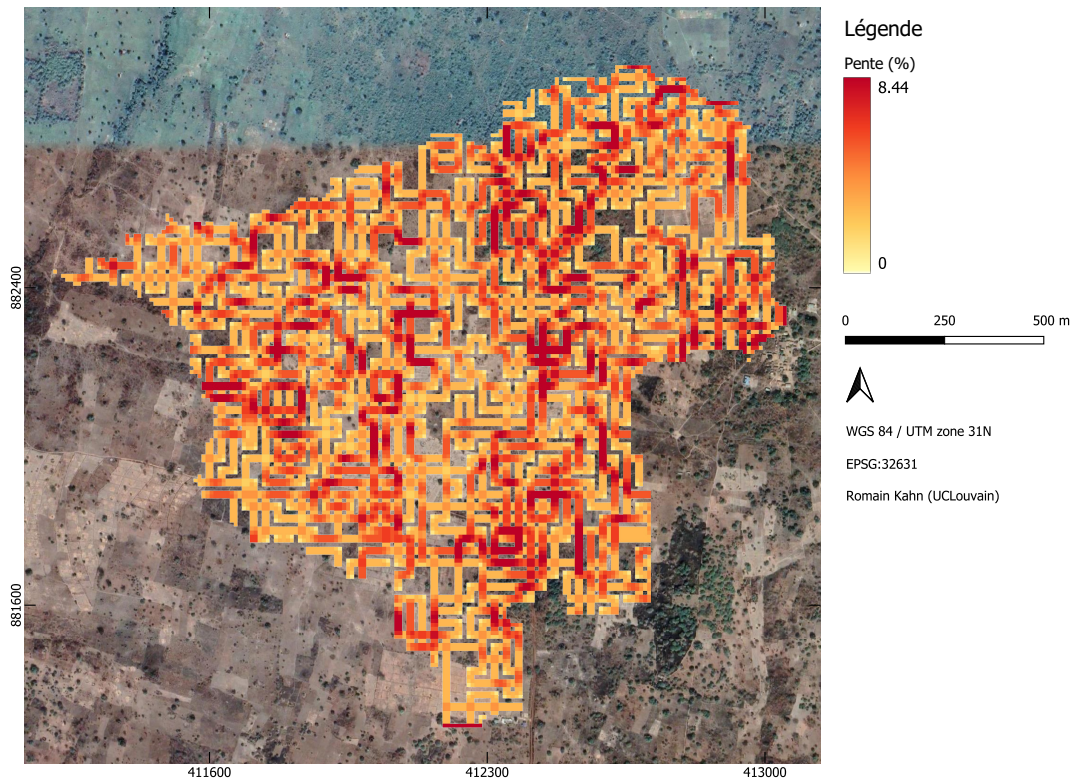 Légende
Pente (%)
8.44
0
0 250 500 m
WGS 84 / UTM zone 31N
EPSG:32631
Romain Kahn (UCLouvain)
882400
881600
411600 412300 413000